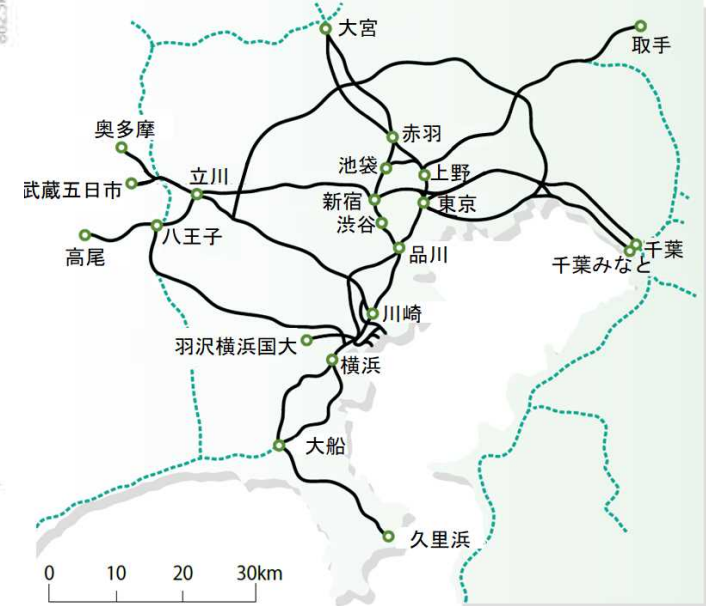 大宮
取手
奥多摩
赤羽
池袋
上野
立川
武蔵五日市
新宿
東京
渋谷
八王子
品川
千葉
高尾
千葉みなと
川崎
羽沢横浜国大
横浜
大船
久里浜
0 10 20 30km